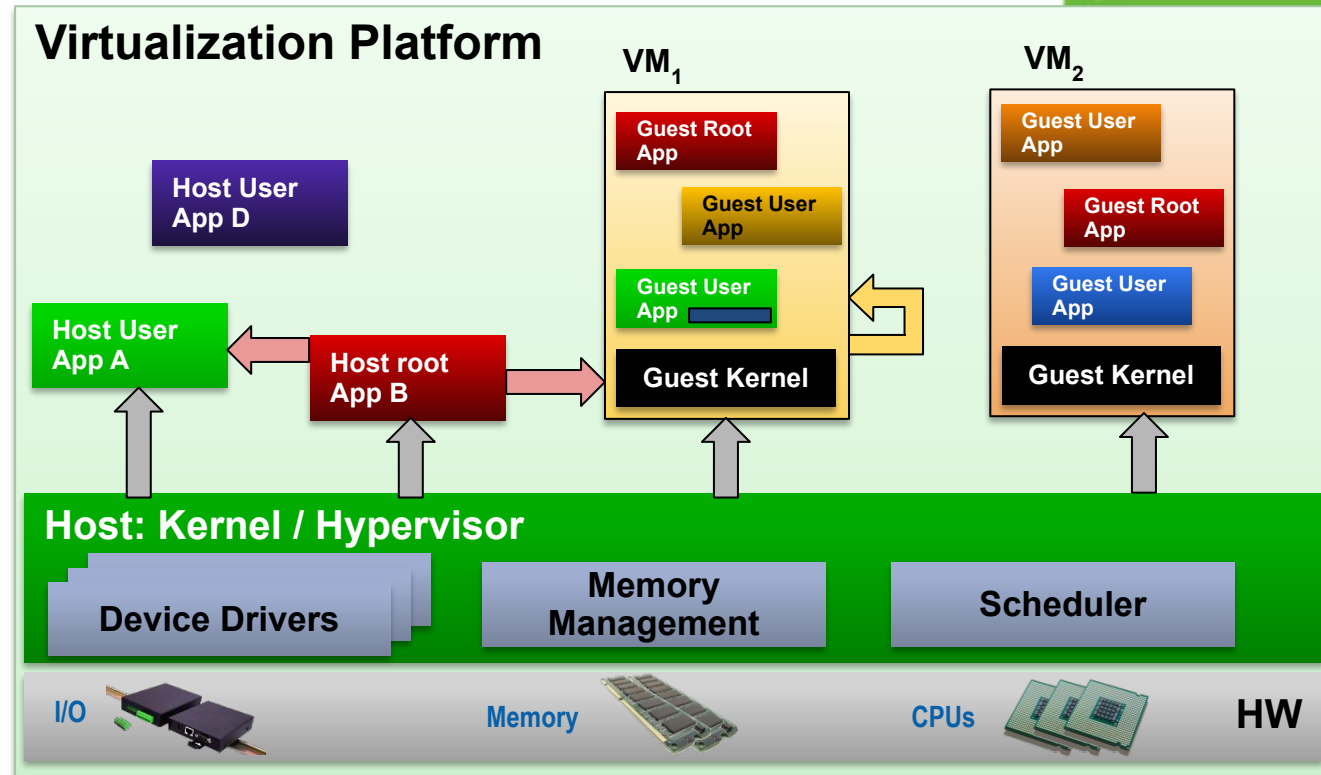 Virtualization Platform
VM1
VM2
Guest Root
App
Guest User
App
Guest User
App
Guest Kernel
Guest User
App
Guest Root
App
Guest User
App
Guest Kernel
Host User
App D
Host User
App A
Host root
App B
Host: Kernel / Hypervisor
Device Drivers
Memory
Management
Scheduler
I/O
Memory
CPUs
HW